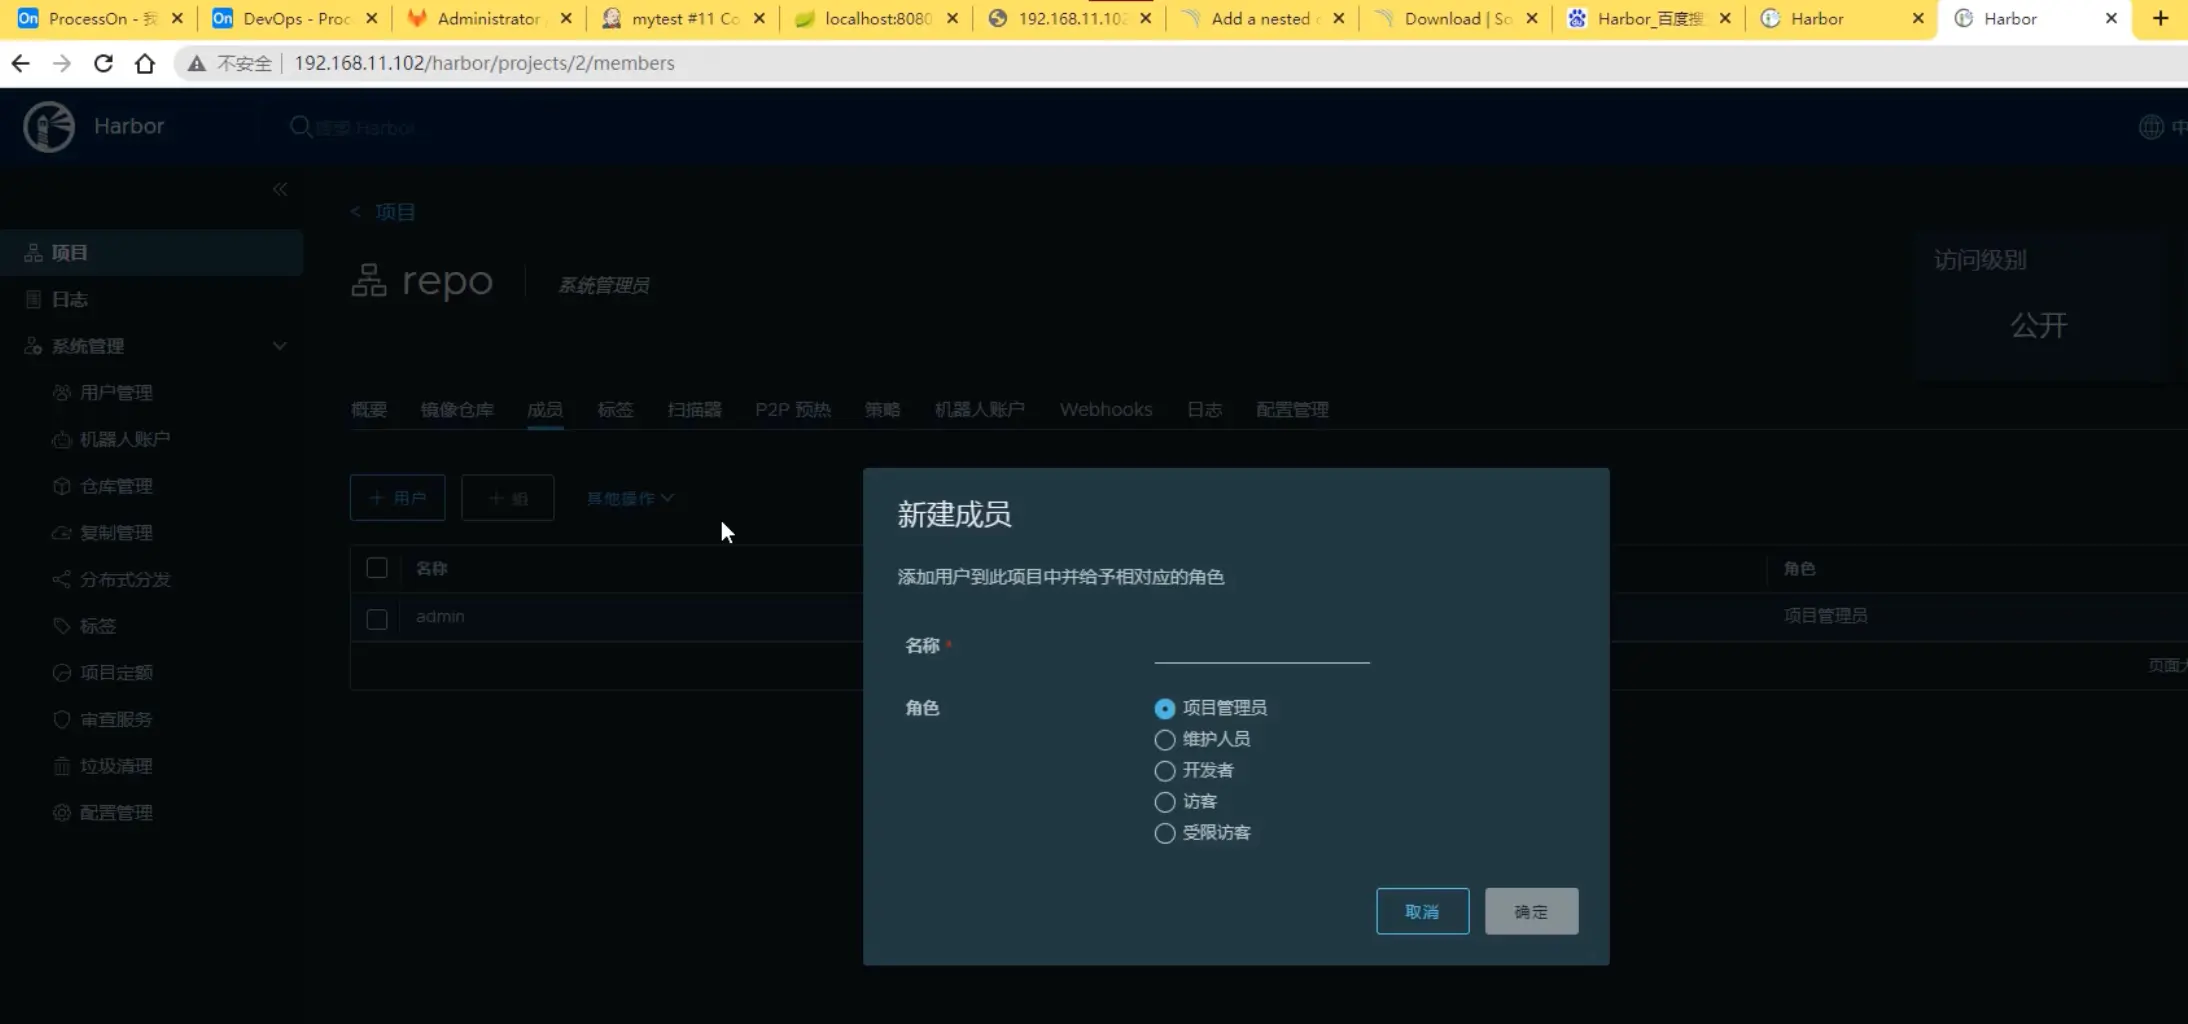 ProcessOn - 我
DevOps - Proc
Administrator
mytest #11 Co
localhost:8080
192.168.11.102
Add a nested
Download | So
Harbor_百度搜
Harbor
Harbor
不安全
192.168.11.102/harbor/projects/2/members
Harbor
搜索 Harbor
中
< 项目
项目
日志
系统管理
用户管理
机器人账户
仓库管理
复制管理
分布式分发
标签
项目定额
审查服务
垃圾清理
配置管理
repo
系统管理员
访问级别
公开
概要 镜像仓库 成员 标签 扫描器 P2P 预热 策略 机器人账户 Webhooks 日志 配置管理
+ 用户 + 组 其他操作
名称 角色
admin 项目管理员
页面
新建成员
添加用户到此项目中并给予相对应的角色
名称 *
角色
项目管理员
维护人员
开发者
访客
受限访客
取消 确定